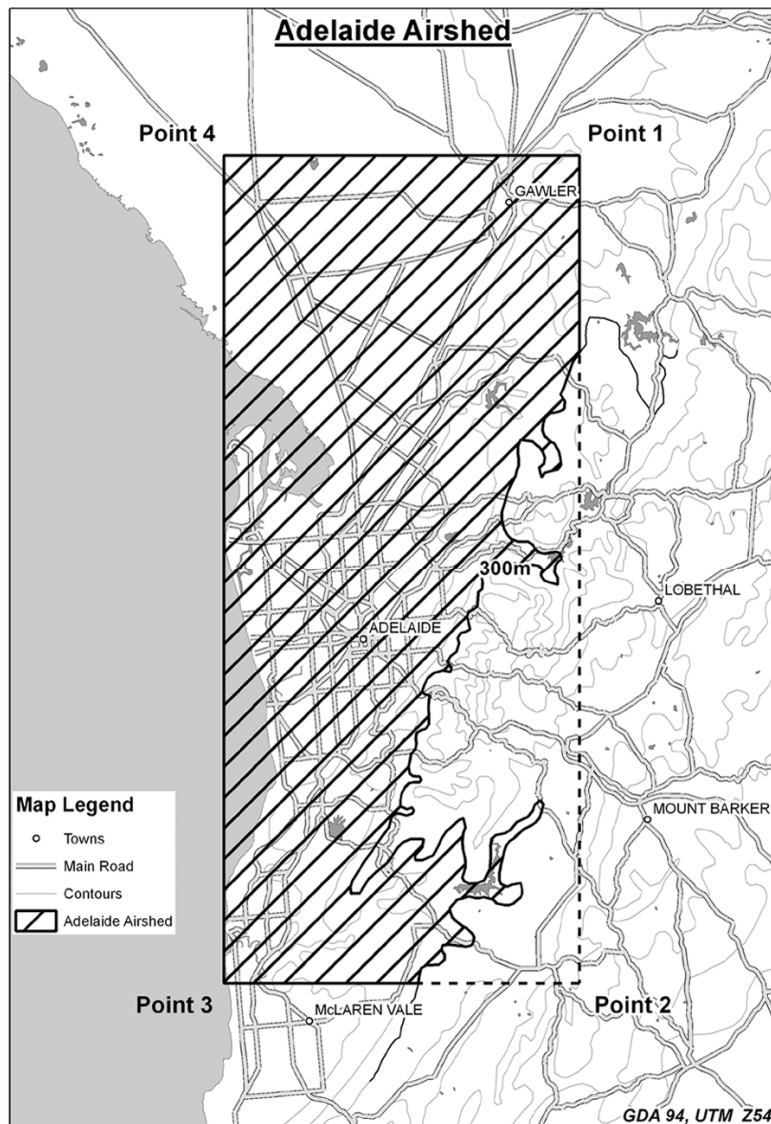 Adelaide Airshed
Point 4
Point 1
GAWLER
300m
LOBETHAL
ADELAIDE
Map Legend
Towns
Main Road
Contours
Adelaide Airshed
MOUNT BARKER
Point 3
Point 2
McLAREN VALE
GDA 94, UTM Z54